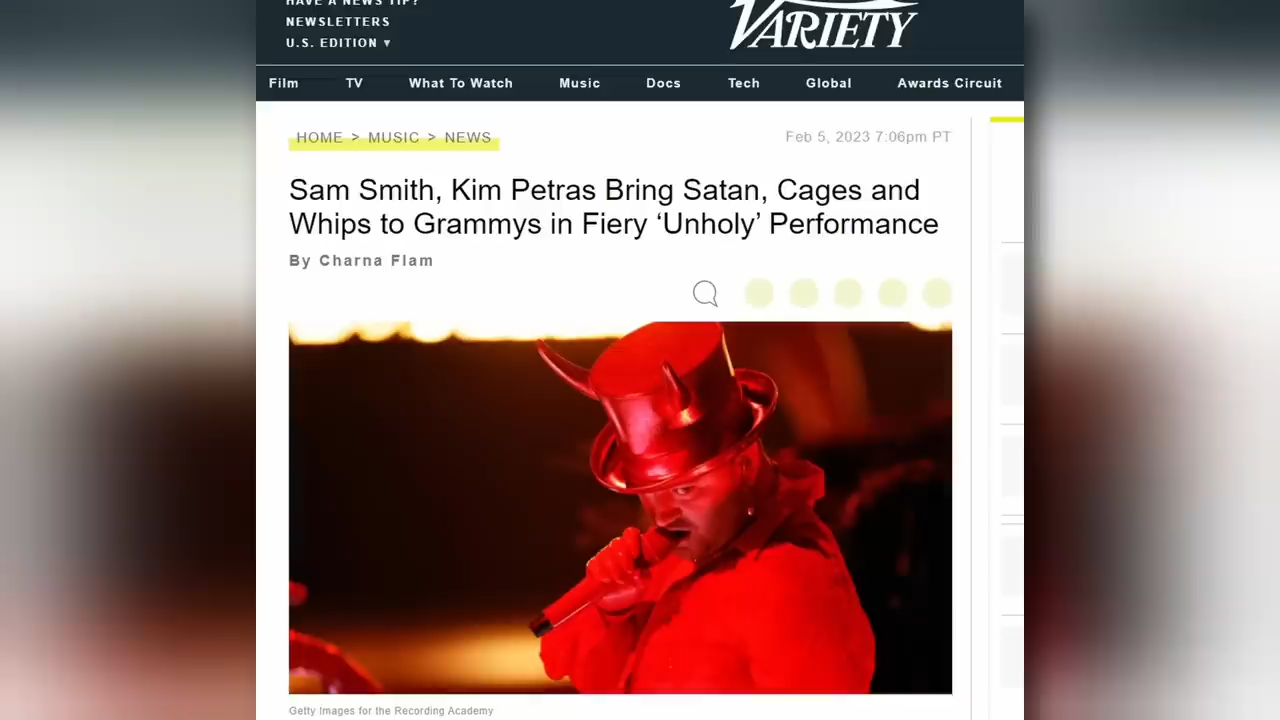 HAVE A NEWS TIP?
NEWSLETTERS
U.S. EDITION ▾
VARIETY
Film TV What To Watch Music Docs Tech Global Awards Circuit
HOME > MUSIC > NEWS
Feb 5, 2023 7:06pm PT
Sam Smith, Kim Petras Bring Satan, Cages and
Whips to Grammys in Fiery ‘Unholy’ Performance
By Charna Flam
Getty Images for the Recording Academy